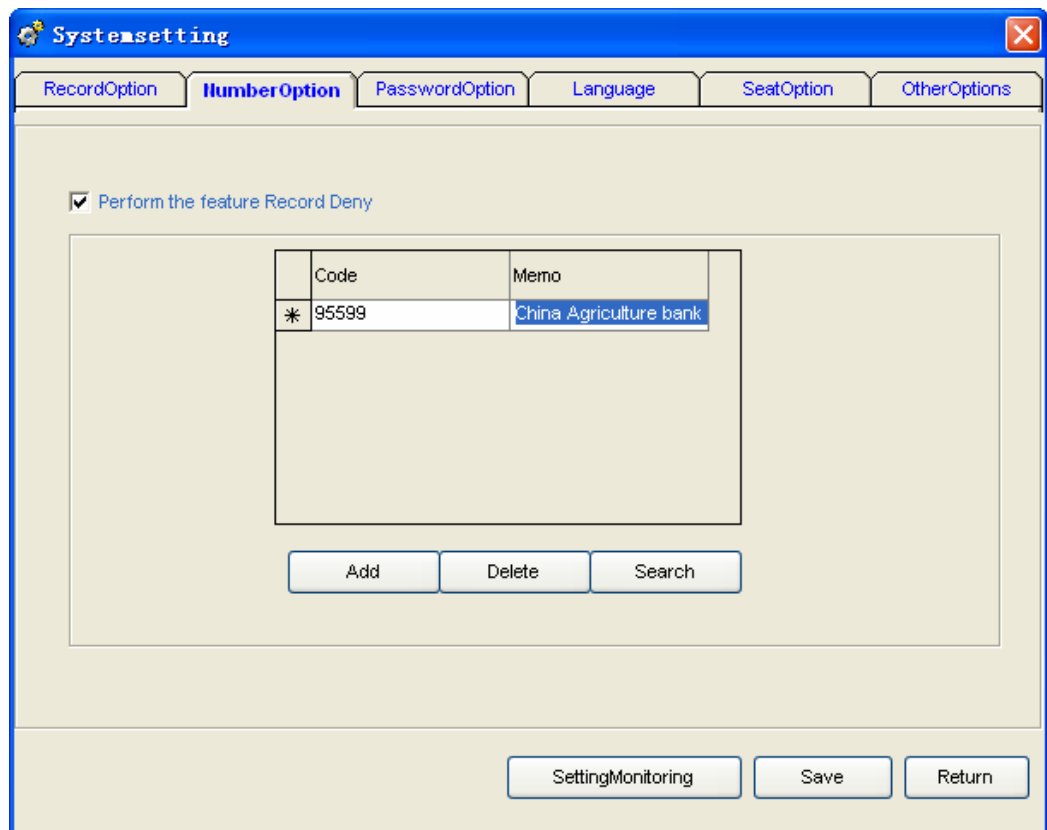 Systemsetting
RecordOption NumberOption PasswordOption Language SeatOption OtherOptions
Perform the feature Record Deny
Code Memo
95599 China Agriculture bank
Add Delete Search
SettingMonitoring Save Return